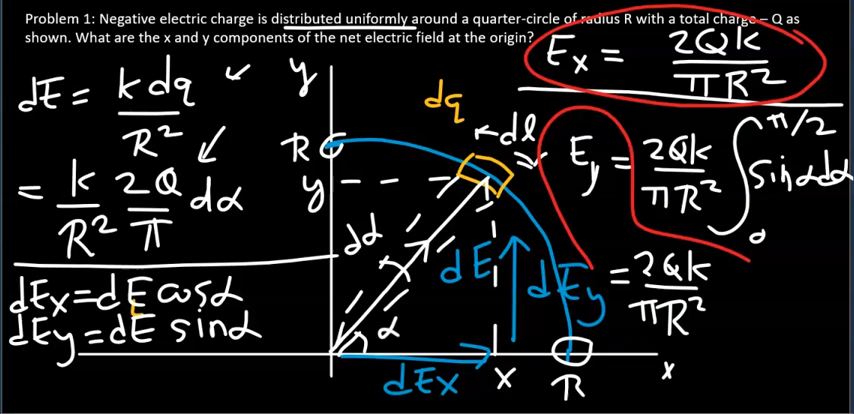 Problem 1: Negative electric charge is distributed uniformly around a quarter-circle of radius R with a total charge – Q as
shown. What are the x and y components of the net electric field at the origin?
dE = k dq / R²
= k/R² 2Q/π dα
dEx = dE cosα
dEy = dE sinα
y
R
y
dα
α
dq
dl
dE
dEy
dEx
x
R
x
Ex = 2Qk / πR²
Ey = 2Qk / πR² ∫₀^π/2 sinα dα
= 2Qk / πR²